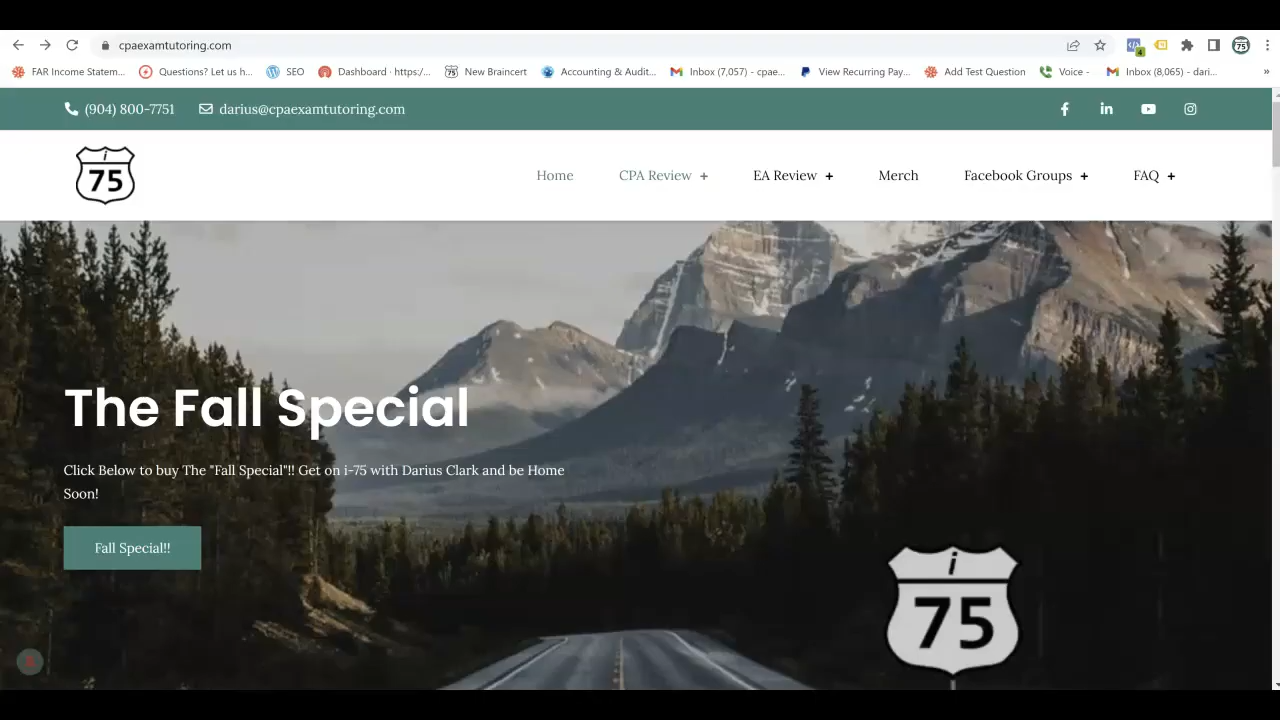 cpaexamtutoring.com
75
FAR Income Statem... Questions? Let us h... SEO Dashboard · https:/... New Braincert Accounting & Audit... Inbox (7,057) - cpae... View Recurring Pay... Add Test Question Voice - Inbox (8,065) - dari... »
(904) 800-7751 darius@cpaexamtutoring.com
i
75
Home CPA Review + EA Review + Merch Facebook Groups + FAQ +
The Fall Special
Click Below to buy The "Fall Special"!! Get on i-75 with Darius Clark and be Home
Soon!
Fall Special!!
i
75